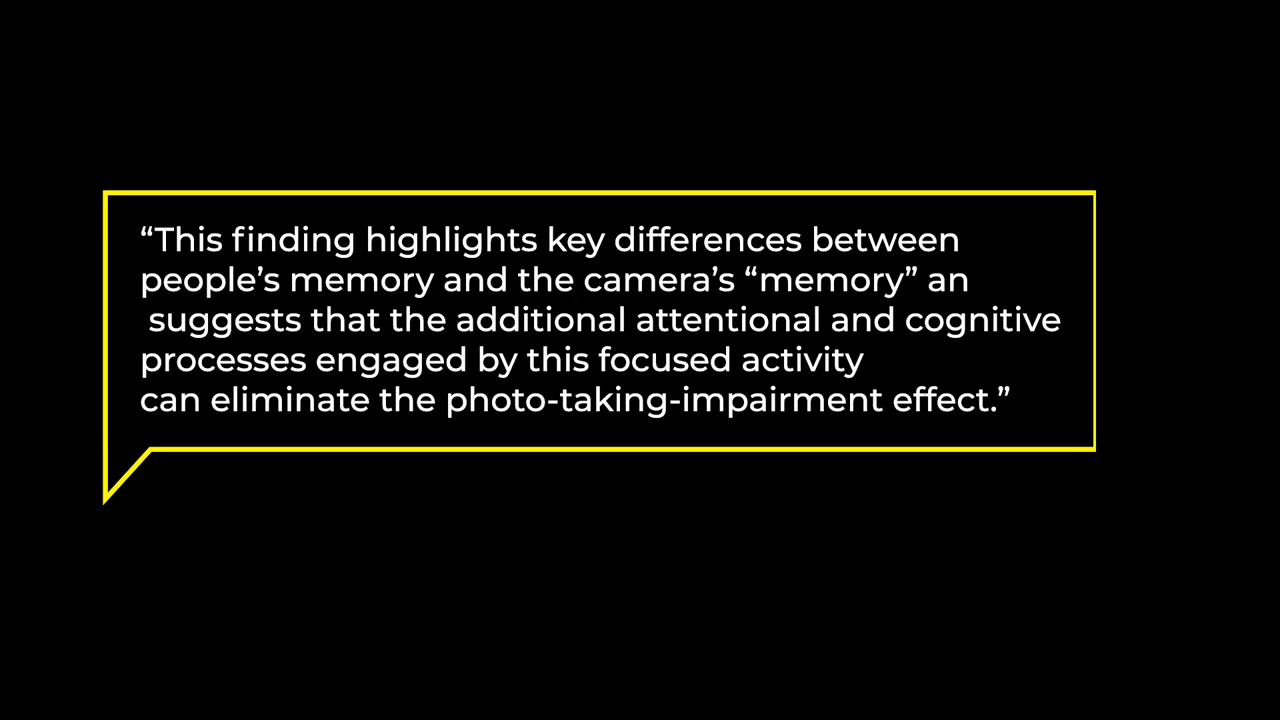 “This finding highlights key differences between
people’s memory and the camera’s “memory” an
suggests that the additional attentional and cognitive
processes engaged by this focused activity
can eliminate the photo-taking-impairment effect.”